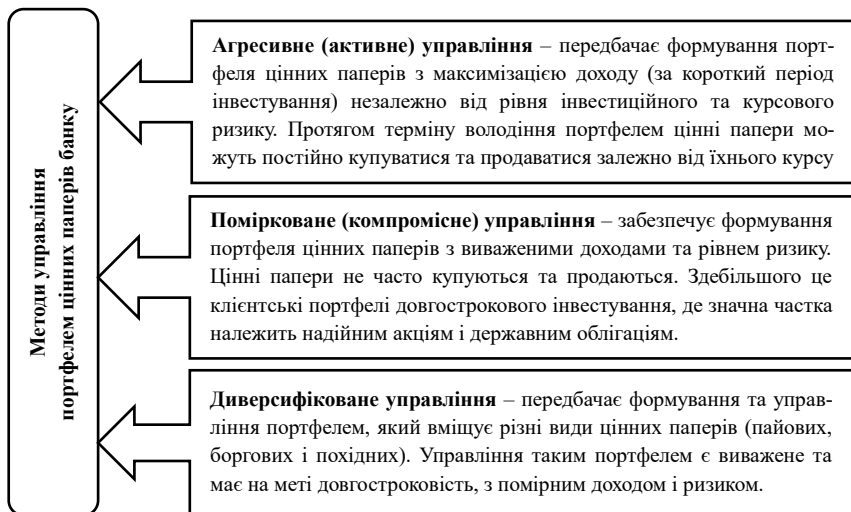 Методи управління
портфелем цінних паперів банку
Агресивне (активне) управління – передбачає формування порт-
феля цінних паперів з максимізацією доходу (за короткий період
інвестування) незалежно від рівня інвестиційного та курсового
ризику. Протягом терміну володіння портфелем цінні папери мо-
жуть постійно купуватися та продаватися залежно від їхнього курсу
Помірковане (компромісне) управління – забезпечує формування
портфеля цінних паперів з виваженими доходами та рівнем ризику.
Цінні папери не часто купуються та продаються. Здебільшого це
клієнтські портфелі довгострокового інвестування, де значна частка
належить надійним акціям і державним облігаціям.
Диверсифіковане управління – передбачає формування та управ-
ління портфелем, який вміщує різні види цінних паперів (пайових,
боргових і похідних). Управління таким портфелем є виважене та
має на меті довгостроковість, з помірним доходом і ризиком.